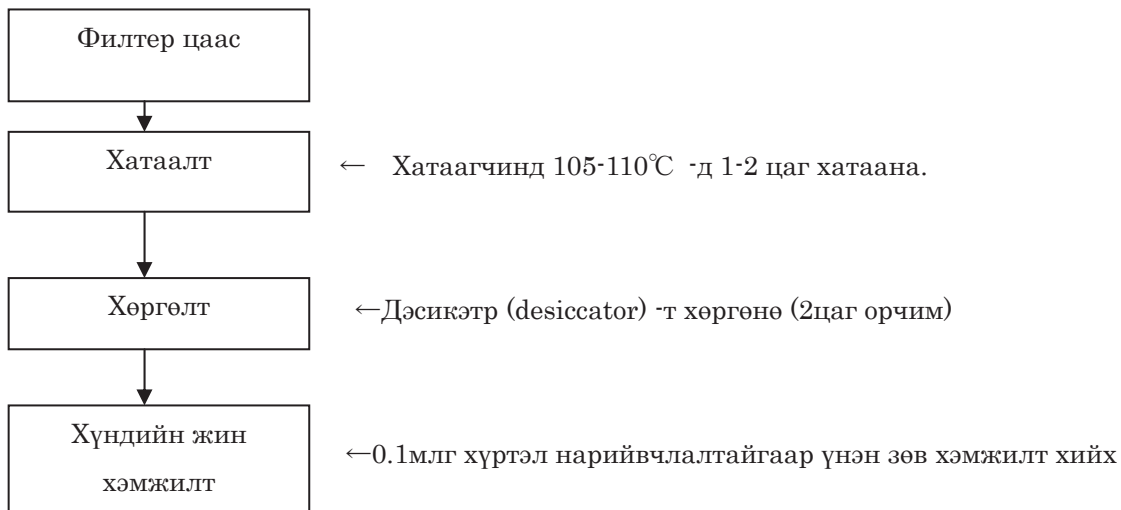 Филтер цаас
Хатаалт
← Хатаагчинд 105-110℃ -д 1-2 цаг хатаана.
Хөргөлт
←Дэсикэтр (desiccator) -т хөргөнө (2цаг орчим)
Хүндийн жин
хэмжилт
←0.1млг хүртэл нарийвчлалтайгаар үнэн зөв хэмжилт хийх